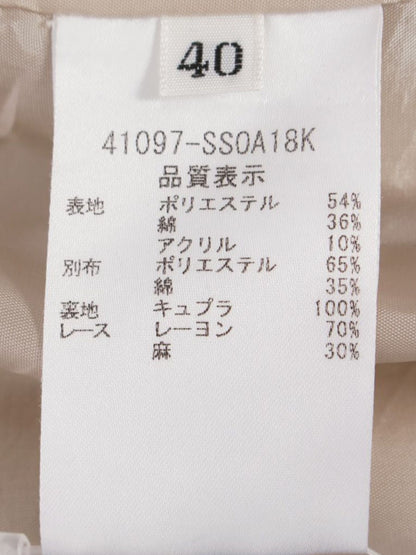 40
41097-SS0A18K
品質表示
表地 ポリエステル 54%
綿 36%
アクリル 10%
別布 ポリエステル 65%
綿 35%
裏地 キュプラ 100%
レース レーヨン 70%
麻 30%